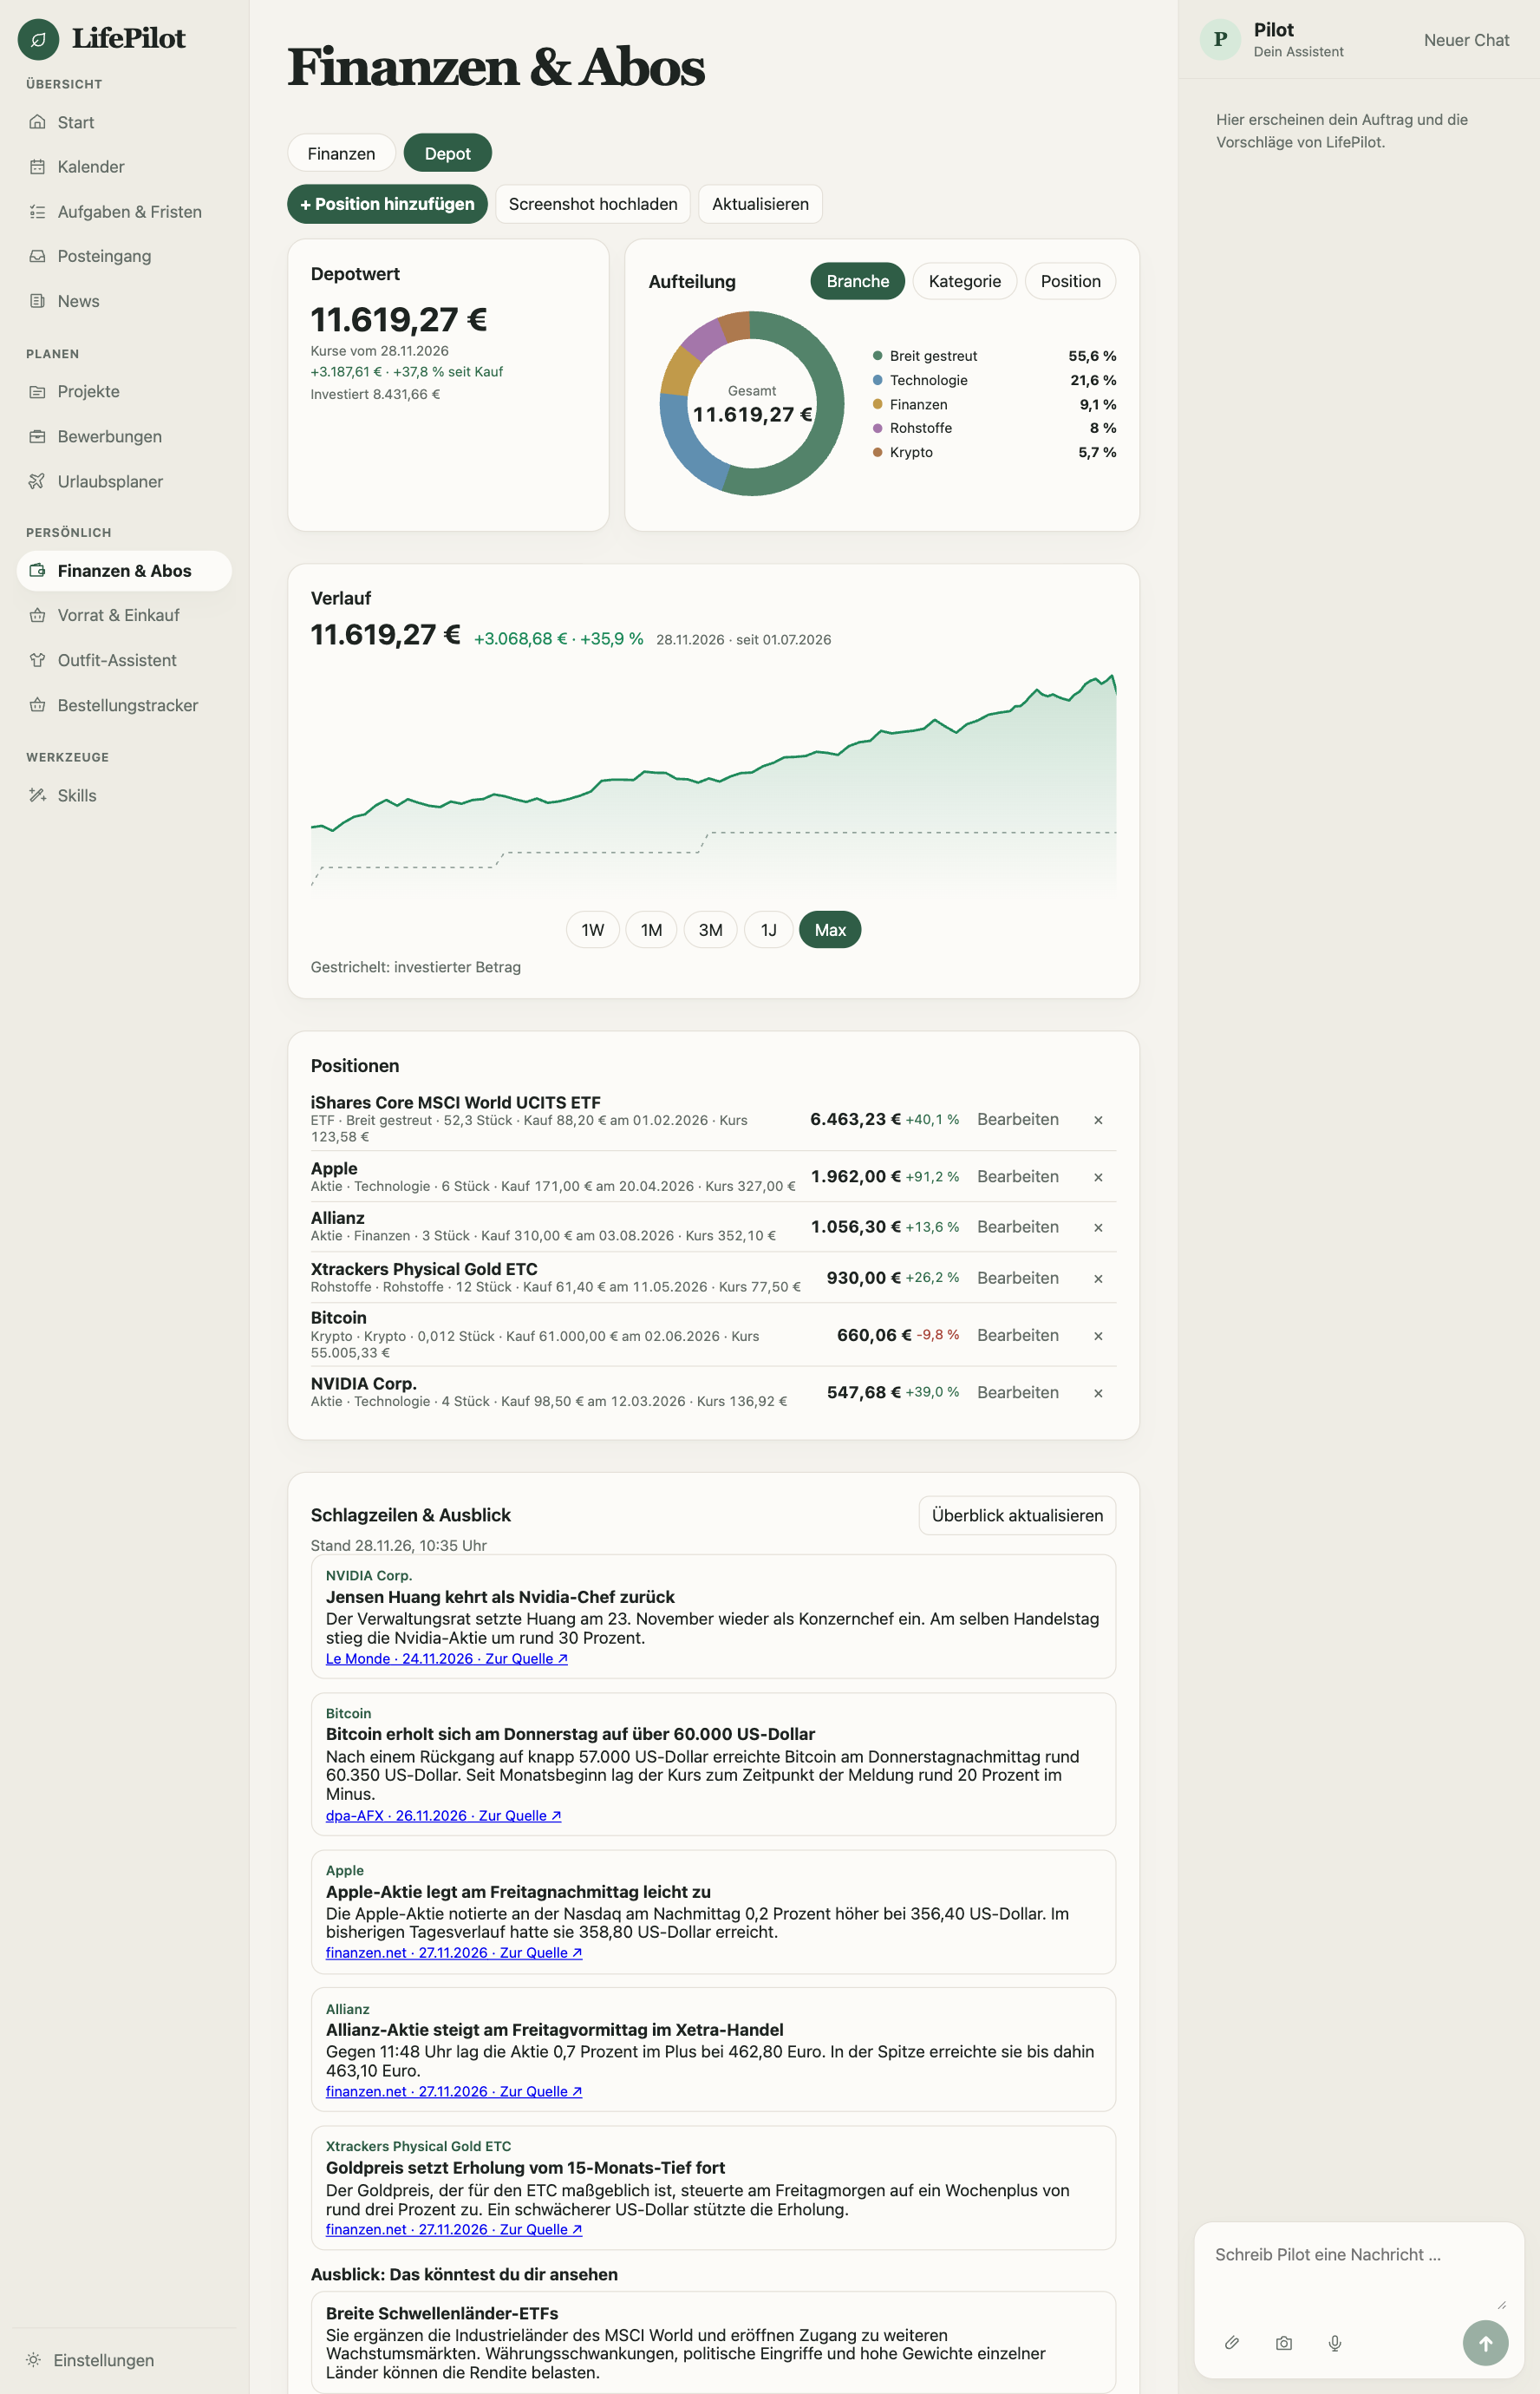 LifePilot
ÜBERSICHT
Start
Kalender
Aufgaben & Fristen
Posteingang
News
PLANEN
Projekte
Bewerbungen
Urlaubsplaner
PERSÖNLICH
Finanzen & Abos
Vorrat & Einkauf
Outfit-Assistent
Bestellungstracker
WERKZEUGE
Skills
Einstellungen
Finanzen & Abos
Finanzen
Depot
+ Position hinzufügen
Screenshot hochladen
Aktualisieren
Depotwert
11.619,27 €
Kurse vom 28.11.2026
+3.187,61 € · +37,8 % seit Kauf
Investiert 8.431,66 €
Aufteilung
Branche
Kategorie
Position
Gesamt
11.619,27 €
Breit gestreut 55,6 %
Technologie 21,6 %
Finanzen 9,1 %
Rohstoffe 8 %
Krypto 5,7 %
Verlauf
11.619,27 € +3.068,68 € · +35,9 % 28.11.2026 · seit 01.07.2026
1W
1M
3M
1J
Max
Gestrichelt: investierter Betrag
Positionen
iShares Core MSCI World UCITS ETF
ETF · Breit gestreut · 52,3 Stück · Kauf 88,20 € am 01.02.2026 · Kurs
123,58 €
6.463,23 € +40,1 % Bearbeiten ×
Apple
Aktie · Technologie · 6 Stück · Kauf 171,00 € am 20.04.2026 · Kurs 327,00 €
1.962,00 € +91,2 % Bearbeiten ×
Allianz
Aktie · Finanzen · 3 Stück · Kauf 310,00 € am 03.08.2026 · Kurs 352,10 €
1.056,30 € +13,6 % Bearbeiten ×
Xtrackers Physical Gold ETC
Rohstoffe · Rohstoffe · 12 Stück · Kauf 61,40 € am 11.05.2026 · Kurs 77,50 €
930,00 € +26,2 % Bearbeiten ×
Bitcoin
Krypto · Krypto · 0,012 Stück · Kauf 61.000,00 € am 02.06.2026 · Kurs
55.005,33 €
660,06 € -9,8 % Bearbeiten ×
NVIDIA Corp.
Aktie · Technologie · 4 Stück · Kauf 98,50 € am 12.03.2026 · Kurs 136,92 €
547,68 € +39,0 % Bearbeiten ×
Schlagzeilen & Ausblick
Überblick aktualisieren
Stand 28.11.26, 10:35 Uhr
NVIDIA Corp.
Jensen Huang kehrt als Nvidia-Chef zurück
Der Verwaltungsrat setzte Huang am 23. November wieder als Konzernchef ein. Am selben Handelstag
stieg die Nvidia-Aktie um rund 30 Prozent.
Le Monde · 24.11.2026 · Zur Quelle ↗
Bitcoin
Bitcoin erholt sich am Donnerstag auf über 60.000 US-Dollar
Nach einem Rückgang auf knapp 57.000 US-Dollar erreichte Bitcoin am Donnerstagnachmittag rund
60.350 US-Dollar. Seit Monatsbeginn lag der Kurs zum Zeitpunkt der Meldung rund 20 Prozent im
Minus.
dpa-AFX · 26.11.2026 · Zur Quelle ↗
Apple
Apple-Aktie legt am Freitagnachmittag leicht zu
Die Apple-Aktie notierte an der Nasdaq am Nachmittag 0,2 Prozent höher bei 356,40 US-Dollar. Im
bisherigen Tagesverlauf hatte sie 358,80 US-Dollar erreicht.
finanzen.net · 27.11.2026 · Zur Quelle ↗
Allianz
Allianz-Aktie steigt am Freitagvormittag im Xetra-Handel
Gegen 11:48 Uhr lag die Aktie 0,7 Prozent im Plus bei 462,80 Euro. In der Spitze erreichte sie bis dahin
463,10 Euro.
finanzen.net · 27.11.2026 · Zur Quelle ↗
Xtrackers Physical Gold ETC
Goldpreis setzt Erholung vom 15-Monats-Tief fort
Der Goldpreis, der für den ETC maßgeblich ist, steuerte am Freitagmorgen auf ein Wochenplus von
rund drei Prozent zu. Ein schwächerer US-Dollar stützte die Erholung.
finanzen.net · 27.11.2026 · Zur Quelle ↗
Ausblick: Das könntest du dir ansehen
Breite Schwellenländer-ETFs
Sie ergänzen die Industrieländer des MSCI World und eröffnen Zugang zu weiteren
Wachstumsmärkten. Währungsschwankungen, politische Eingriffe und hohe Gewichte einzelner
Länder können die Rendite belasten.
P
Pilot
Dein Assistent
Neuer Chat
Hier erscheinen dein Auftrag und die
Vorschläge von LifePilot.
Schreib Pilot eine Nachricht …